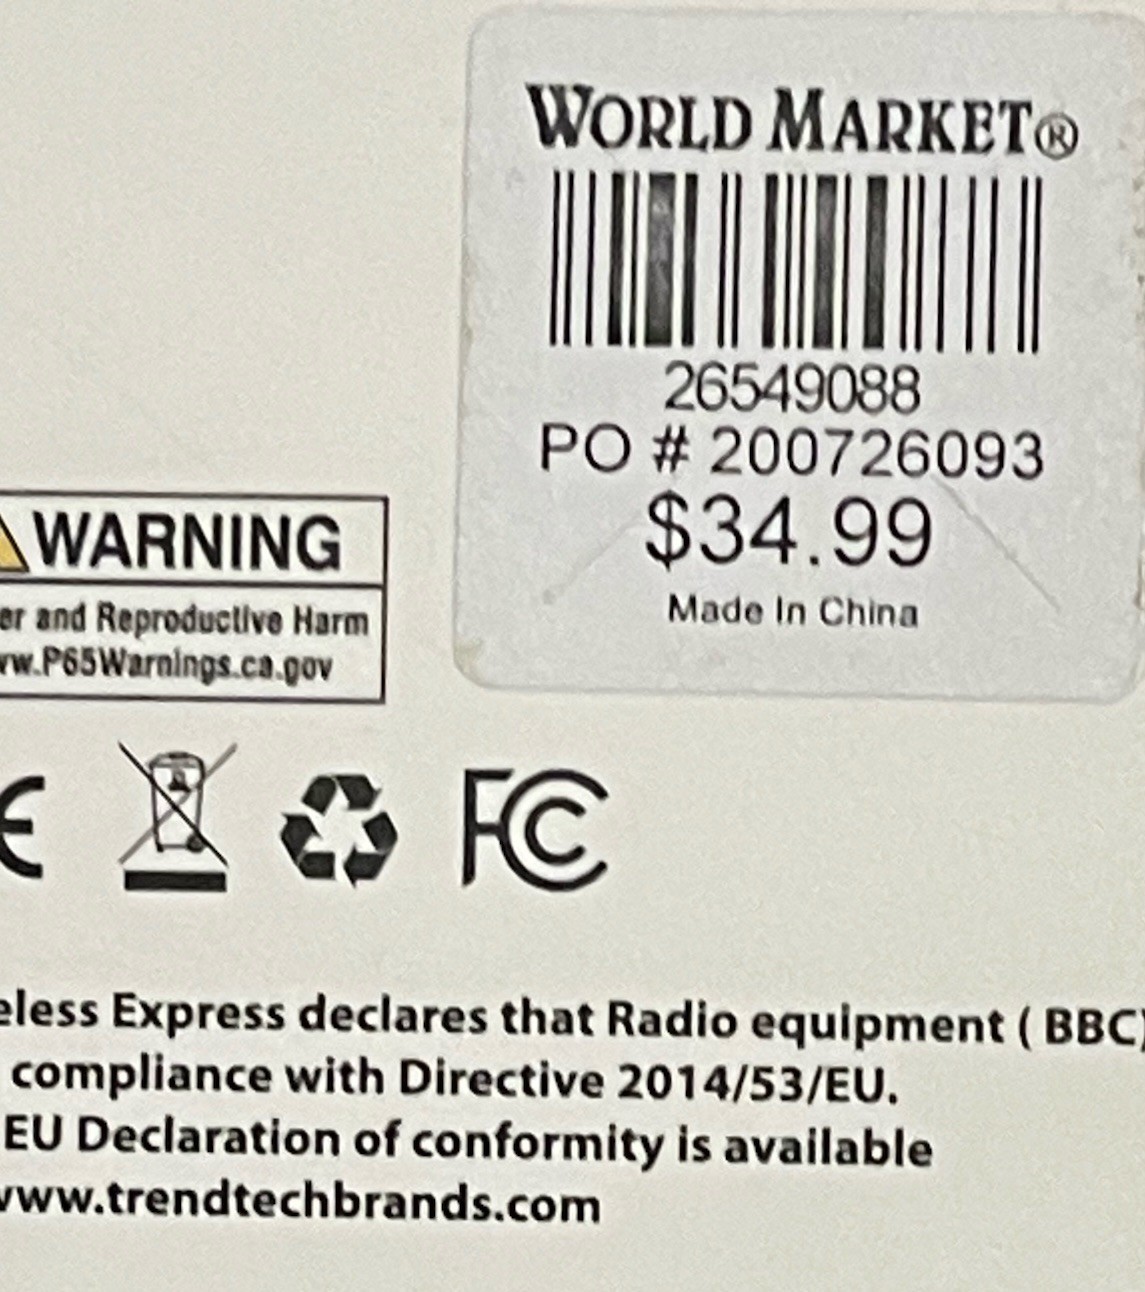 WORLD MARKET®
26549088
PO # 200726093
$34.99
Made In China
WARNING
er and Reproductive Harm
ww.P65Warnings.ca.gov
CE
FC
eless Express declares that Radio equipment ( BBC)
compliance with Directive 2014/53/EU.
EU Declaration of conformity is available
www.trendtechbrands.com